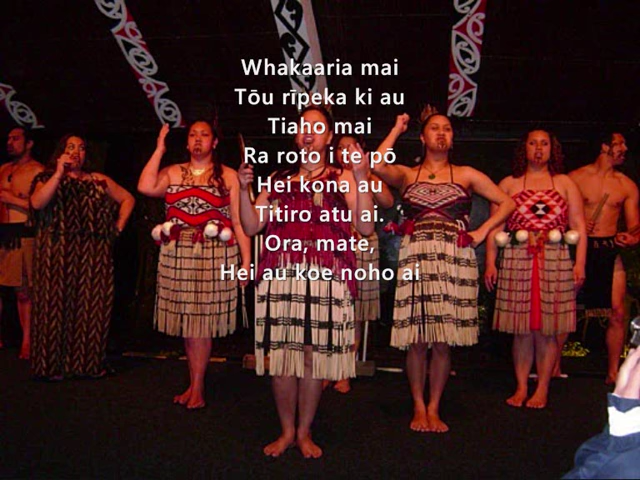 Whakaaria mai
Tōu rīpeka ki au
Tiaho mai
Ra roto i te pō
Hei kona au
Titiro atu ai.
Ora, mate,
Hei au koe noho ai